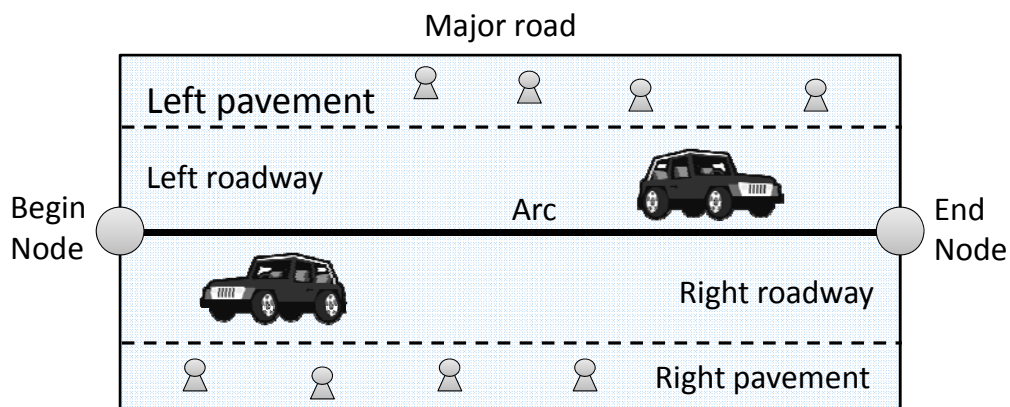 Major road
Left pavement
Left roadway
Arc
Begin
Node
End
Node
Right roadway
Right pavement